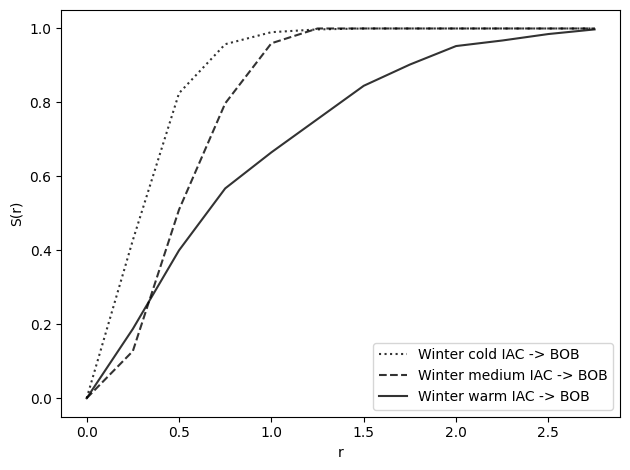 1.0
0.8
0.6
0.4
0.2
0.0
S(r)
0.0 0.5 1.0 1.5 2.0 2.5
r
Winter cold IAC -> BOB
Winter medium IAC -> BOB
Winter warm IAC -> BOB